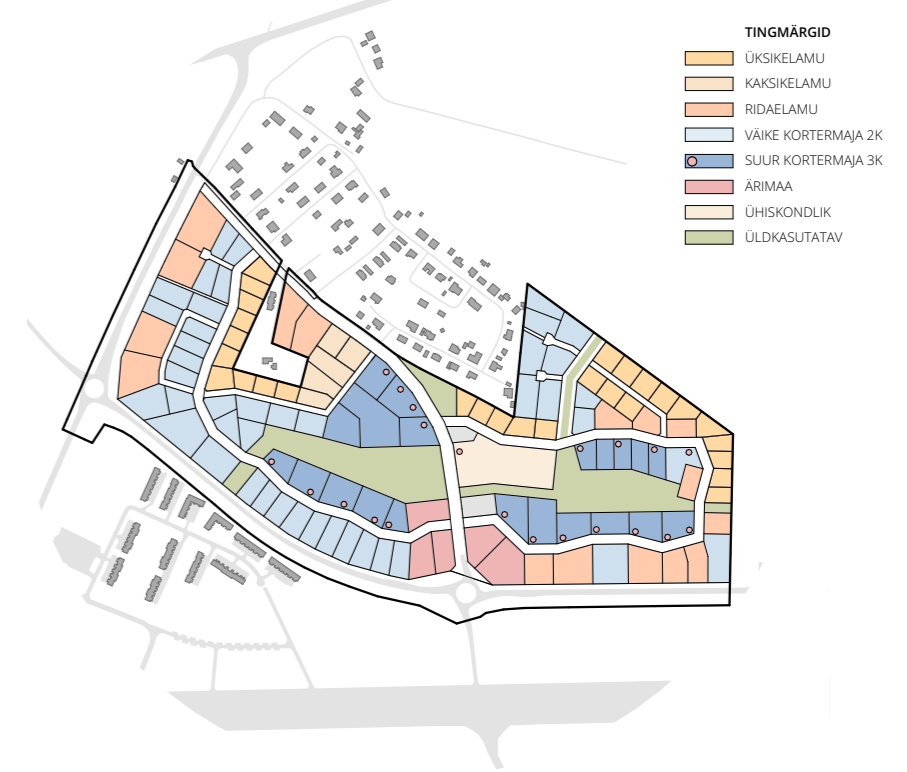 TINGMÄRGID
ÜKSIKELAMU
KAKSIKELAMU
RIDAELAMU
VÄIKE KORTERMAJA 2K
SUUR KORTERMAJA 3K
ÄRIMAA
ÜHISKONDLIK
ÜLDKASUTATAV